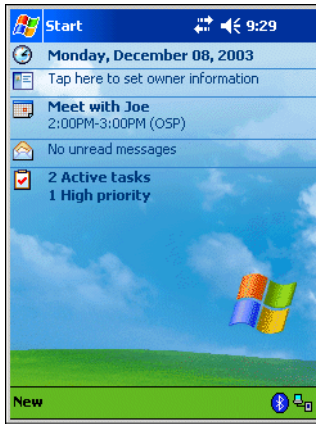 Start 9:29
Monday, December 08, 2003
Tap here to set owner information
Meet with Joe
2:00PM-3:00PM (OSP)
No unread messages
2 Active tasks
1 High priority
New